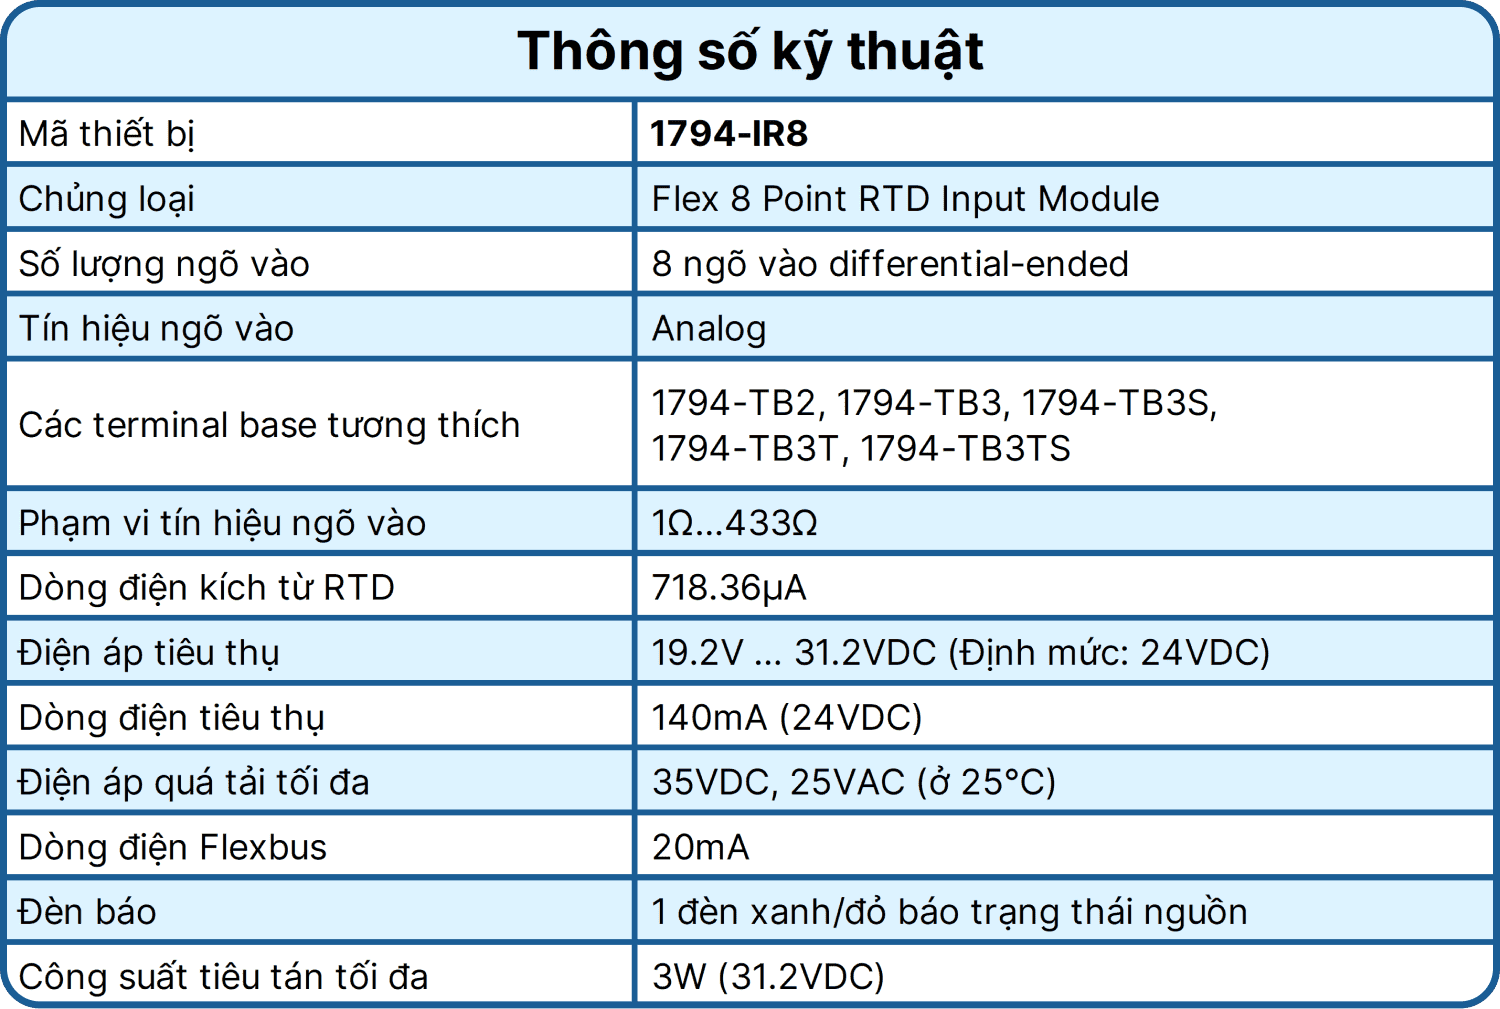 Thông số kỹ thuật
Mã thiết bị
1794-IR8
Chủng loại
Flex 8 Point RTD Input Module
Số lượng ngõ vào
8 ngõ vào differential-ended
Tín hiệu ngõ vào
Analog
Các terminal base tương thích
1794-TB2, 1794-TB3, 1794-TB3S,
1794-TB3T, 1794-TB3TS
Phạm vi tín hiệu ngõ vào
1Ω...433Ω
Dòng điện kích từ RTD
718.36µA
Điện áp tiêu thụ
19.2V ... 31.2VDC (Định mức: 24VDC)
Dòng điện tiêu thụ
140mA (24VDC)
Điện áp quá tải tối đa
35VDC, 25VAC (ở 25°C)
Dòng điện Flexbus
20mA
Đèn báo
1 đèn xanh/đỏ báo trạng thái nguồn
Công suất tiêu tán tối đa
3W (31.2VDC)